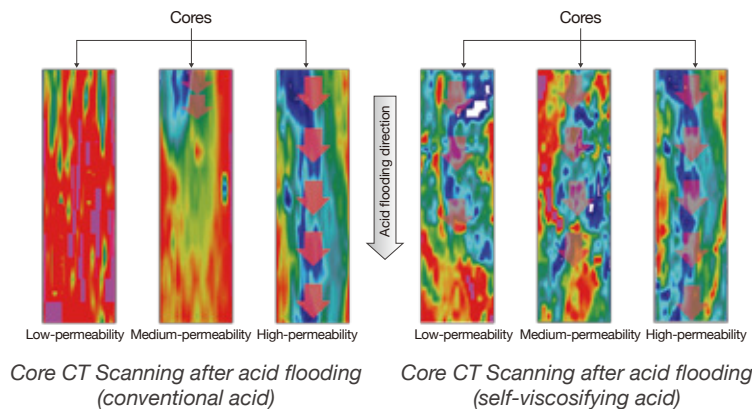 Cores
Cores
Acid flooding direction
Low-permeability Medium-permeability High-permeability
Low-permeability Medium-permeability High-permeability
Core CT Scanning after acid flooding
(conventional acid)
Core CT Scanning after acid flooding
(self-viscosifying acid)